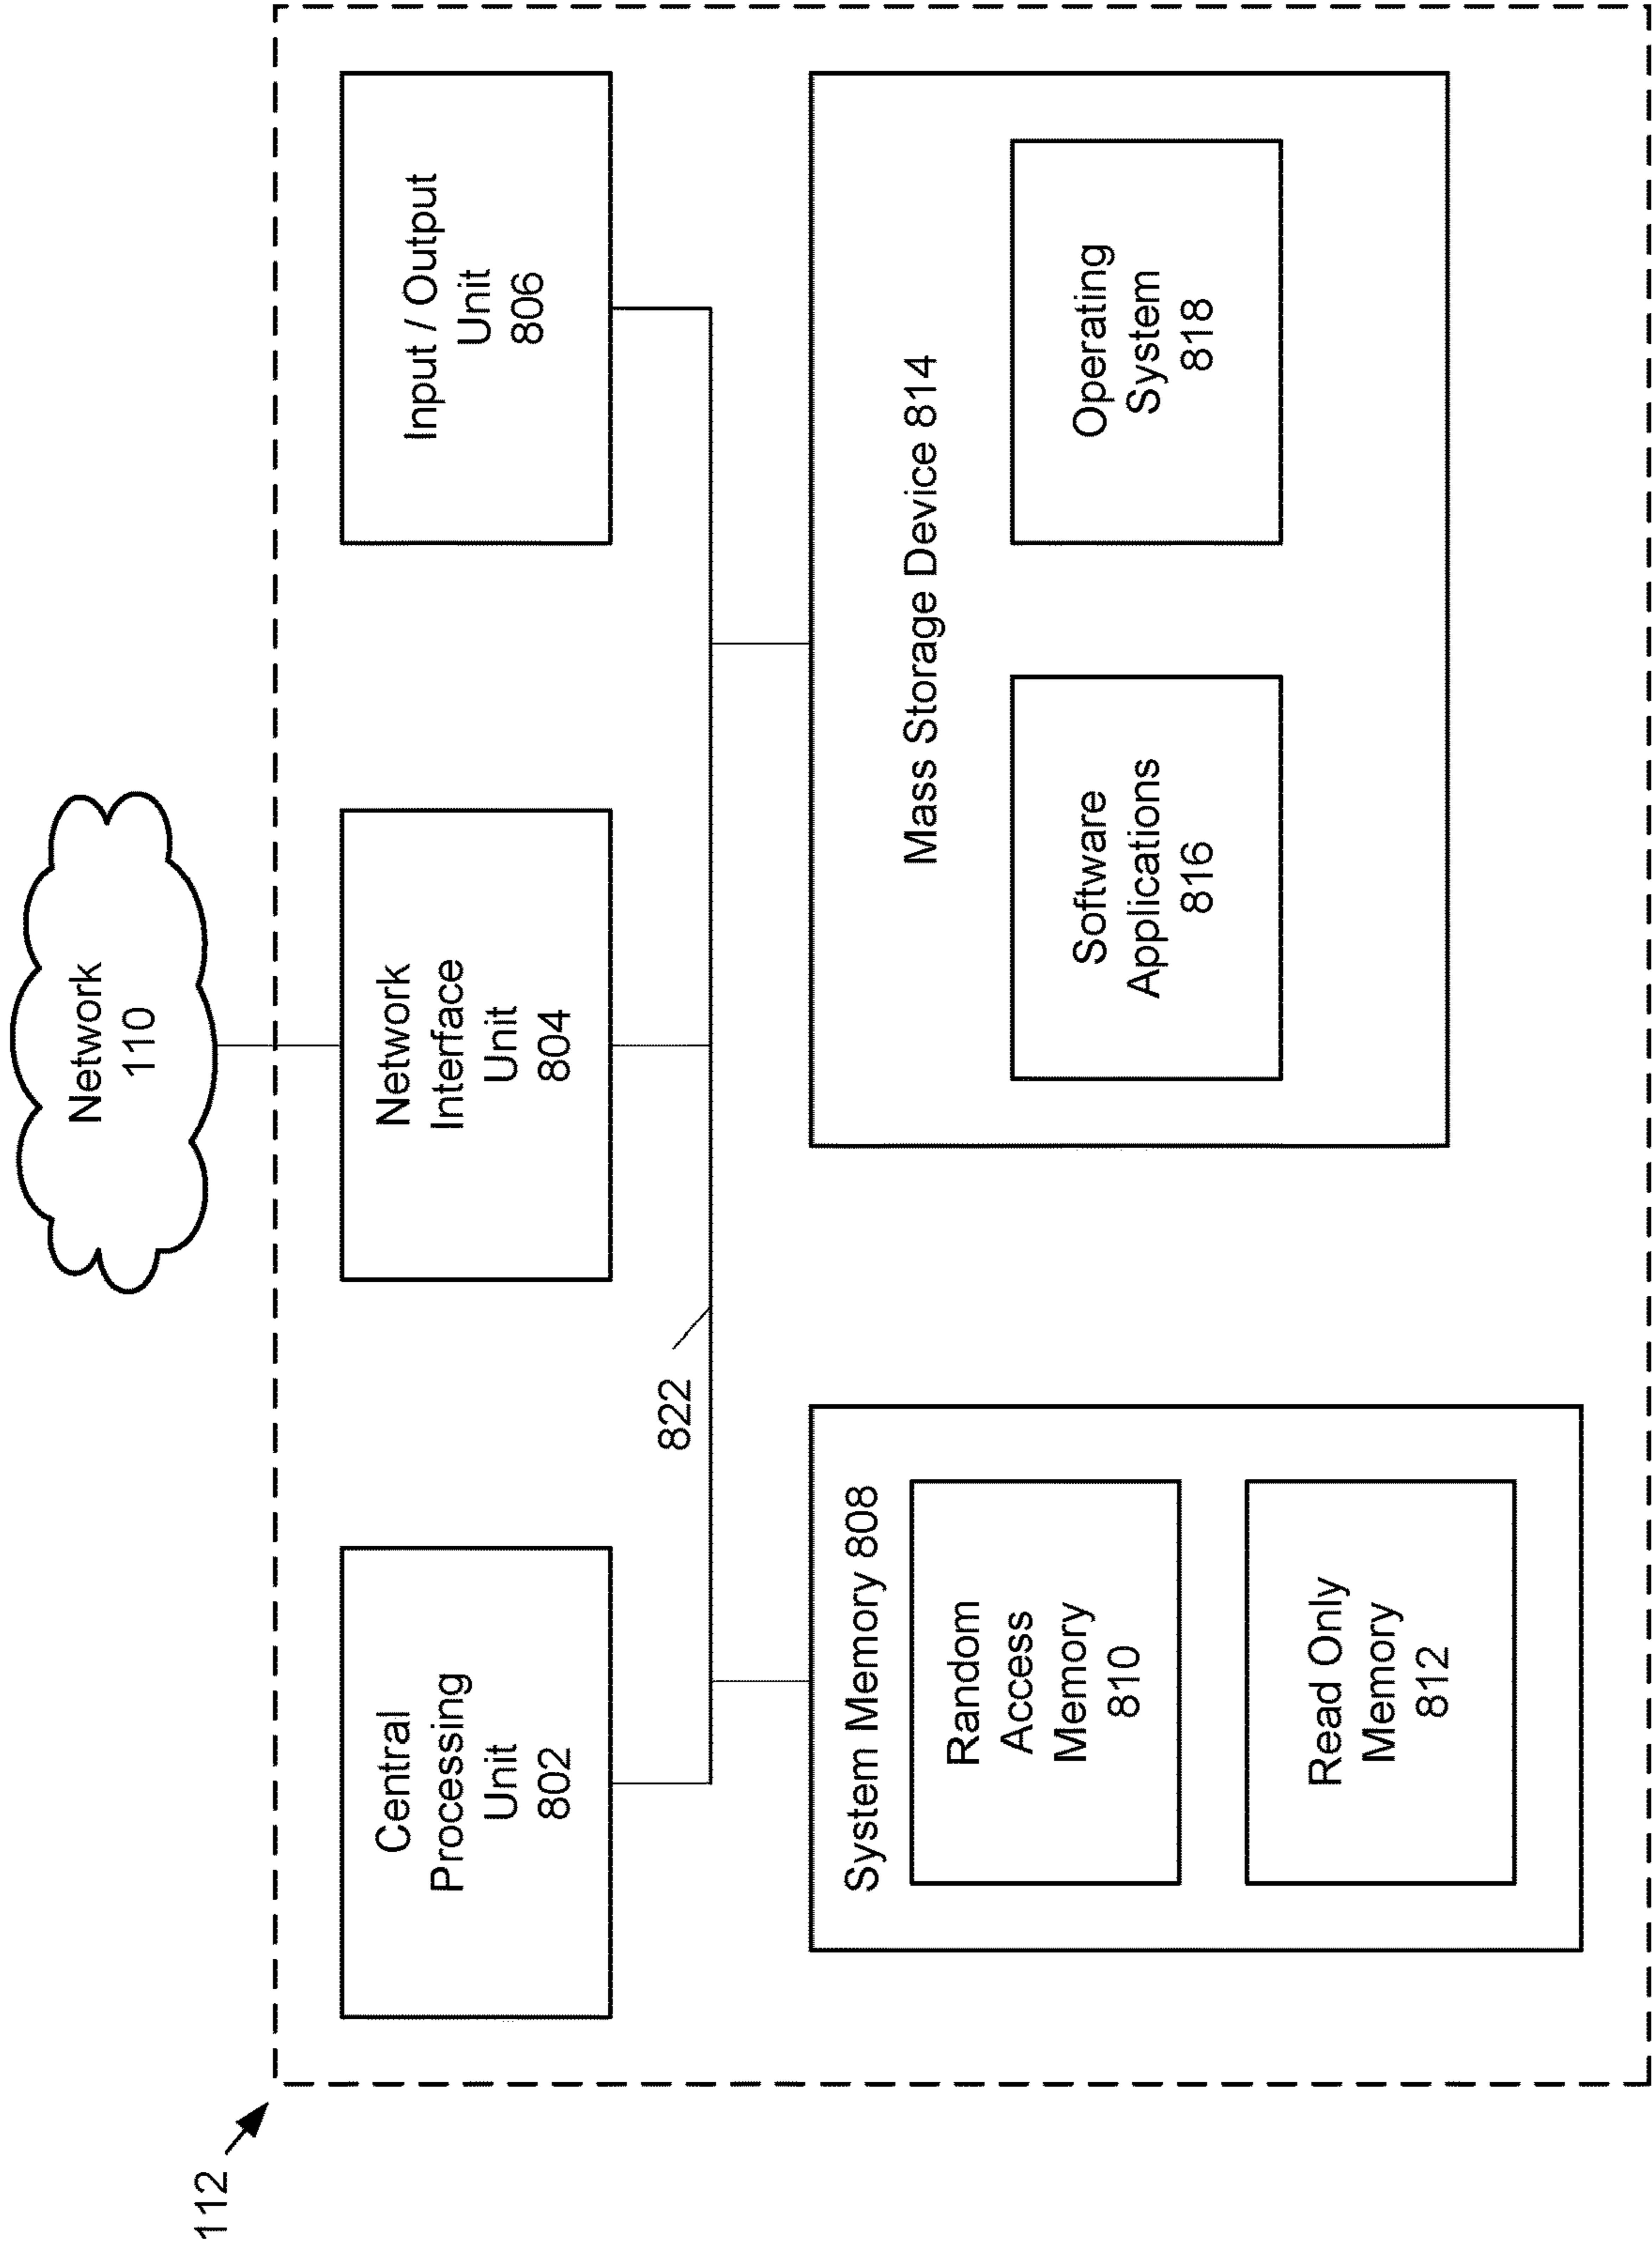 112
Network
110
Central
Processing
Unit
802
Network
Interface
Unit
804
Input / Output
Unit
806
822
System Memory 808
Random
Access
Memory
810
Read Only
Memory
812
Mass Storage Device 814
Software
Applications
816
Operating
System
818